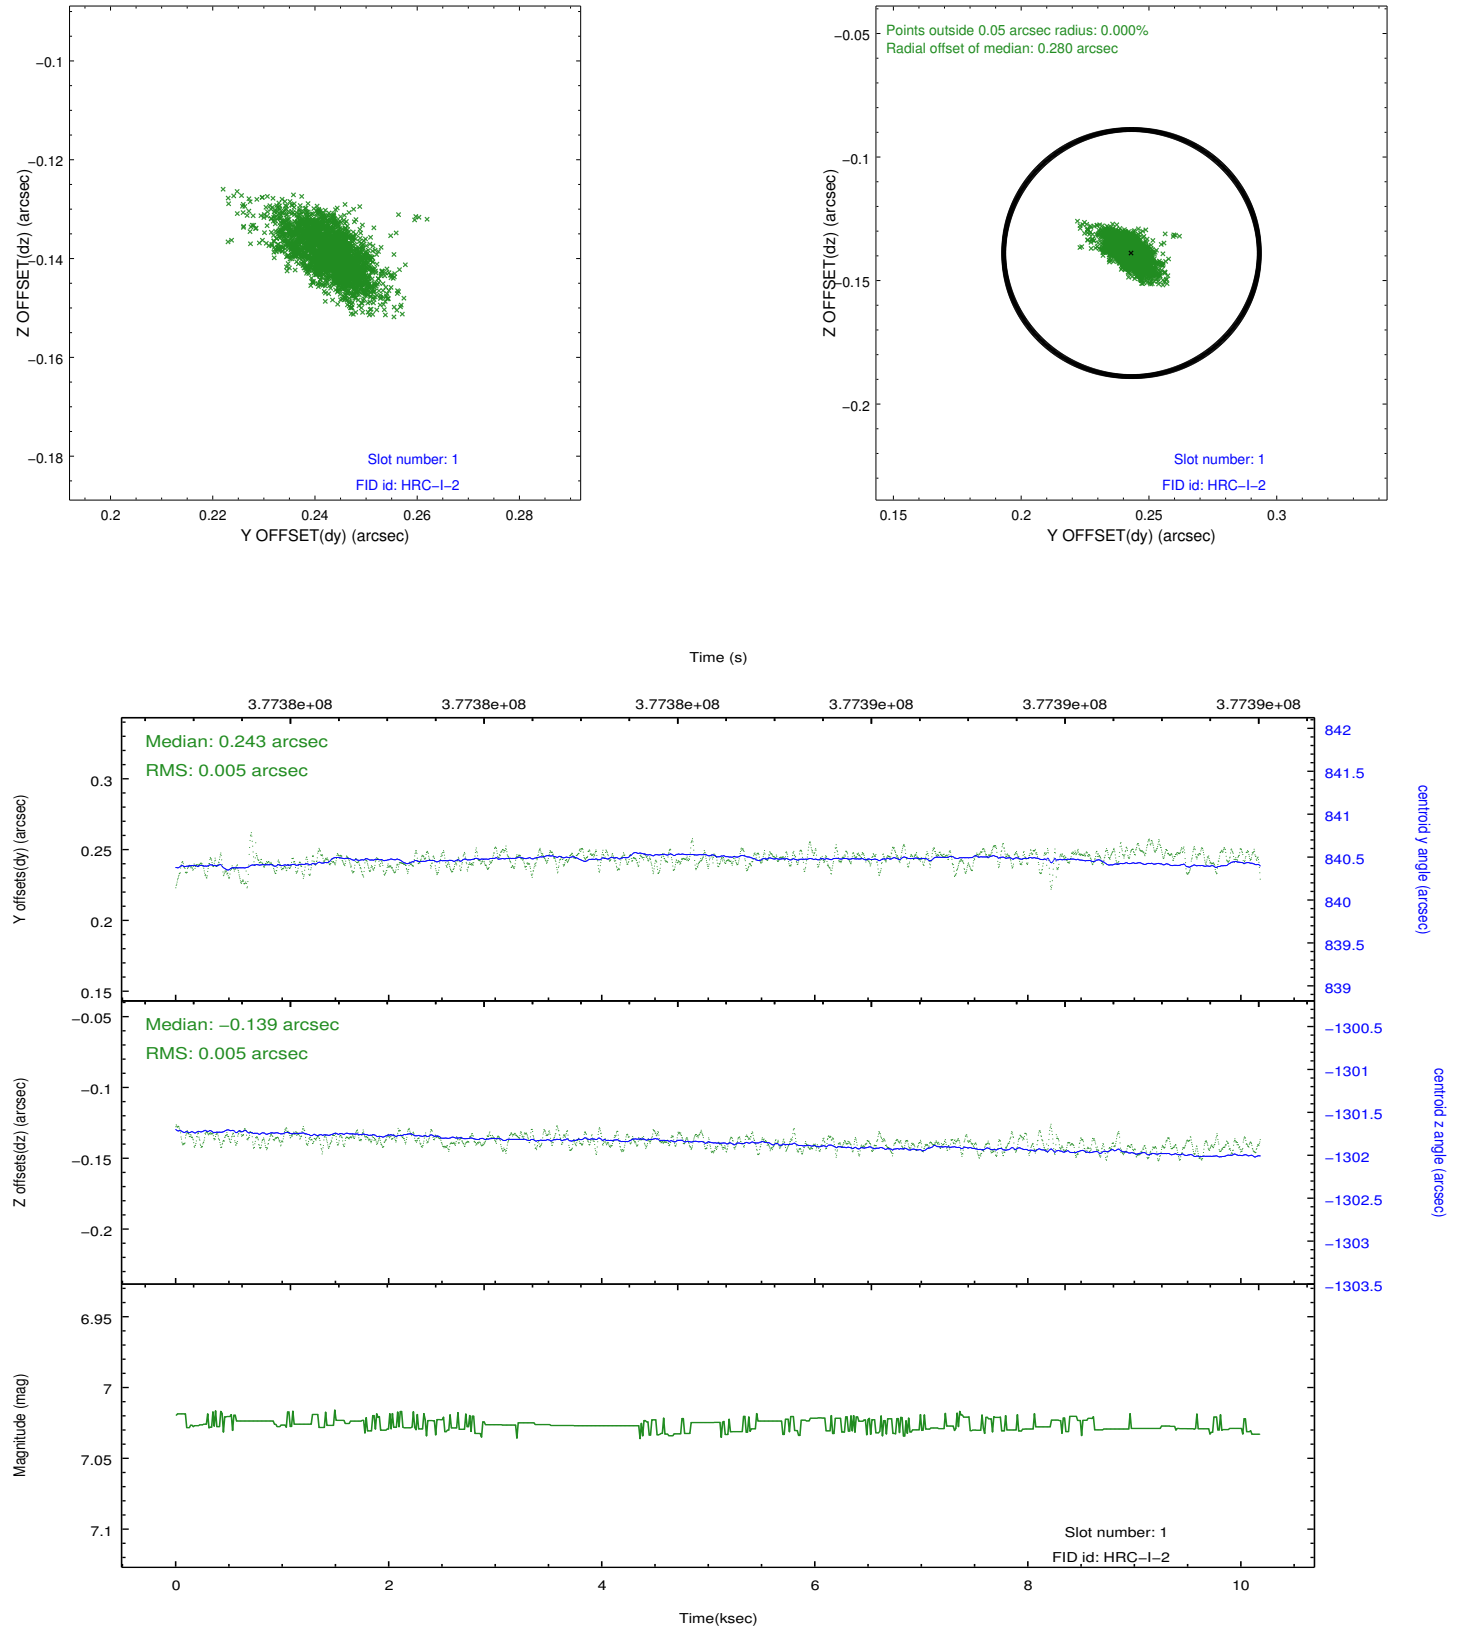 −0.1
−0.12
−0.14
−0.16
−0.18
Z OFFSET(dz) (arcsec)
Slot number: 1
FID id: HRC−I−2
0.2 0.22 0.24 0.26 0.28
Y OFFSET(dy) (arcsec)
Points outside 0.05 arcsec radius: 0.000%
Radial offset of median: 0.280 arcsec
−0.05
−0.1
−0.15
−0.2
Z OFFSET(dz) (arcsec)
Slot number: 1
FID id: HRC−I−2
0.15 0.2 0.25 0.3
Y OFFSET(dy) (arcsec)
Time (s)
3.7738e+08 3.7738e+08 3.7738e+08 3.7739e+08 3.7739e+08 3.7739e+08
Median: 0.243 arcsec
RMS: 0.005 arcsec
0.3
0.25
0.2
0.15
Y offsets(dy) (arcsec)
842
841.5
841
840.5
840
839.5
839
centroid y angle (arcsec)
Median: −0.139 arcsec
RMS: 0.005 arcsec
−0.05
−0.1
−0.15
−0.2
Z offsets(dz) (arcsec)
−1300.5
−1301
−1301.5
−1302
−1302.5
−1303
−1303.5
centroid z angle (arcsec)
6.95
7
7.05
7.1
Magnitude (mag)
Slot number: 1
FID id: HRC−I−2
0 2 4 6 8 10
Time(ksec)